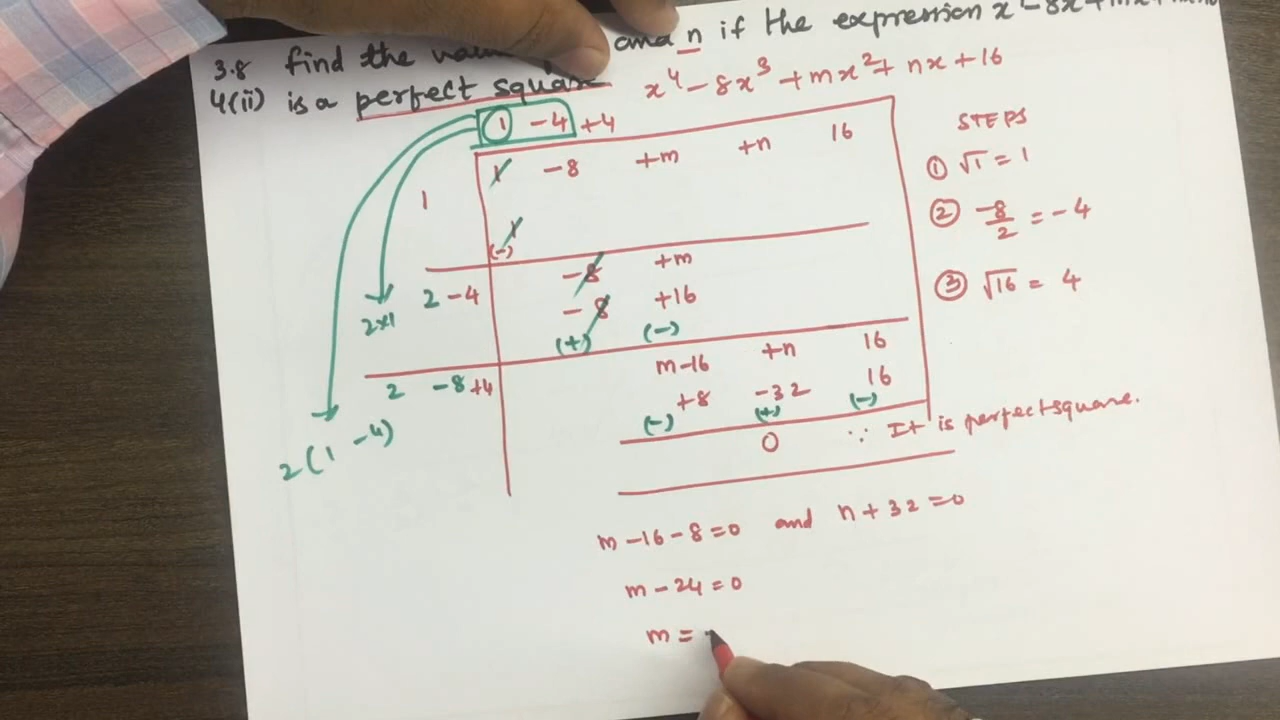 3.8 find the and n if the expression x - 8x
4(ii) is a perfect square x⁴ - 8x³ + mx² + nx + 16
1 -4 +4
1 1 -8 +m +n 16
1
(-)
2 -4 -8 +m
2×1 -8 +16
(+) (-)
2 -8 +4 m-16 +n 16
+8 -32 16
(-) (+) (-)
2(1 -4) 0 ∵ It is perfect square.
m - 16 - 8 = 0 and n + 32 = 0
m - 24 = 0
m =
STEPS
① √1 = 1
② -8/2 = -4
③ √16 = 4